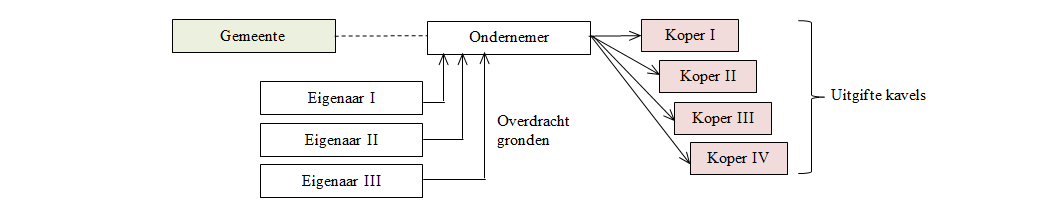 Gemeente
Ondernemer
Koper I
Koper II
Koper III
Koper IV
Uitgifte kavels
Eigenaar I
Eigenaar II
Eigenaar III
Overdracht
gronden